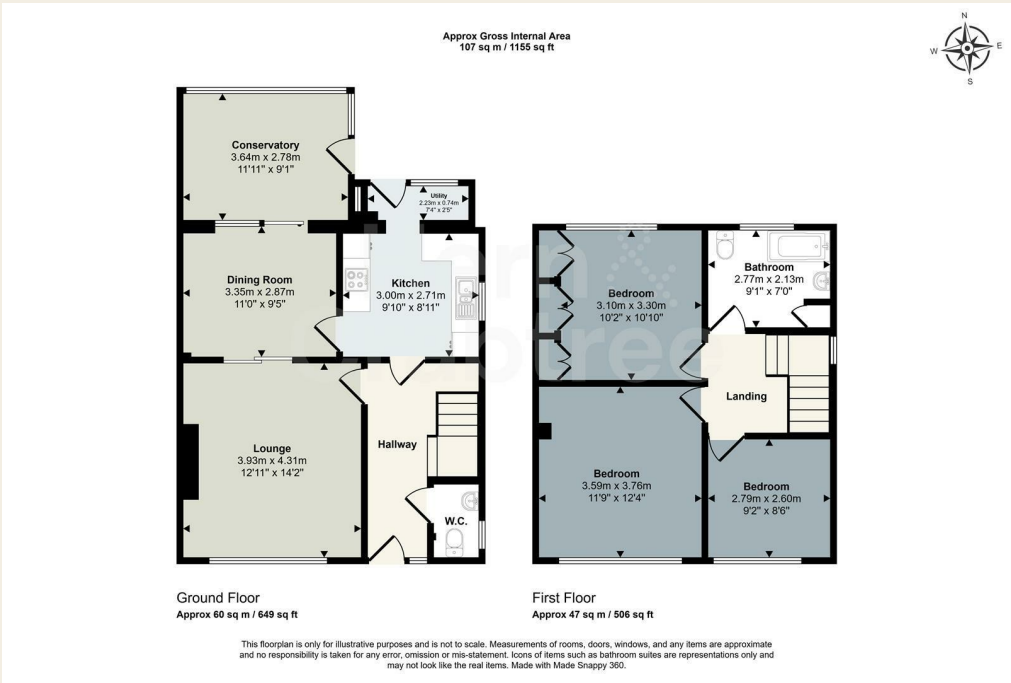 Approx Gross Internal Area
107 sq m / 1155 sq ft
N
W E
S
Conservatory
3.64m x 2.78m
11'11" x 9'1"
Utility
2.23m x 0.74m
7'4" x 2'5"
Dining Room
3.35m x 2.87m
11'0" x 9'5"
Kitchen
3.00m x 2.71m
9'10" x 8'11"
Lounge
3.93m x 4.31m
12'11" x 14'2"
Hallway
W.C.
Bedroom
3.10m x 3.30m
10'2" x 10'10"
Bathroom
2.77m x 2.13m
9'1" x 7'0"
Landing
Bedroom
3.59m x 3.76m
11'9" x 12'4"
Bedroom
2.79m x 2.60m
9'2" x 8'6"
Ground Floor
Approx 60 sq m / 649 sq ft
First Floor
Approx 47 sq m / 506 sq ft
This floorplan is only for illustrative purposes and is not to scale. Measurements of rooms, doors, windows, and any items are approximate
and no responsibility is taken for any error, omission or mis-statement. Icons of items such as bathroom suites are representations only and
may not look like the real items. Made with Made Snappy 360.